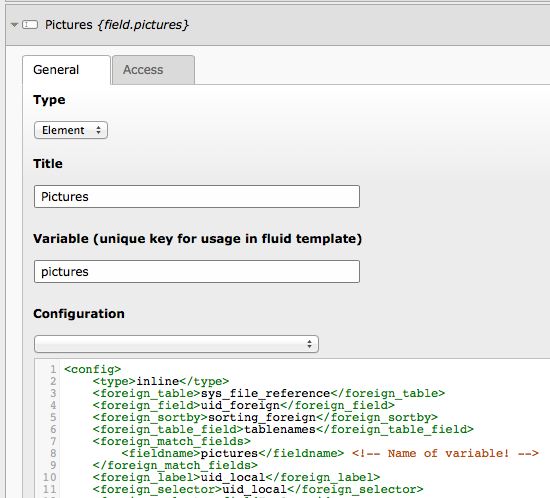 Pictures {field.pictures}
General Access
Type
Element
Title
Pictures
Variable (unique key for usage in fluid template)
pictures
Configuration
1 <config>
2 <type>inline</type>
3 <foreign_table>sys_file_reference</foreign_table>
4 <foreign_field>uid_foreign</foreign_field>
5 <foreign_sortby>sorting_foreign</foreign_sortby>
6 <foreign_table_field>tablenames</foreign_table_field>
7 <foreign_match_fields>
8 <fieldname>pictures</fieldname> <!-- Name of variable! -->
9 </foreign_match_fields>
10 <foreign_label>uid_local</foreign_label>
11 <foreign_selector>uid_local</foreign_selector>